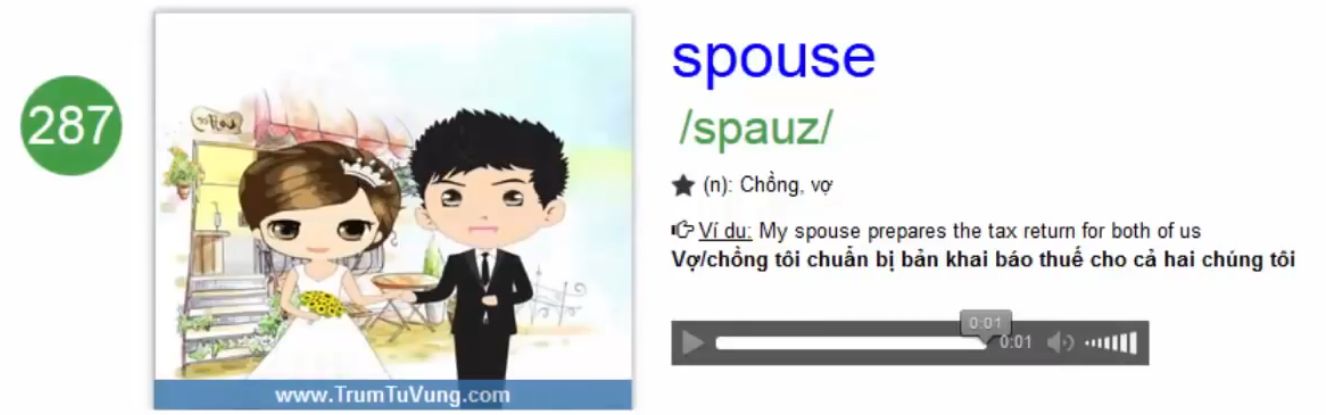 287
spouse
/spauz/
(n): Chồng, vợ
Ví dụ: My spouse prepares the tax return for both of us
Vợ/chồng tôi chuẩn bị bản khai báo thuế cho cả hai chúng tôi
0:01
0:01
www.TrumTuVung.com